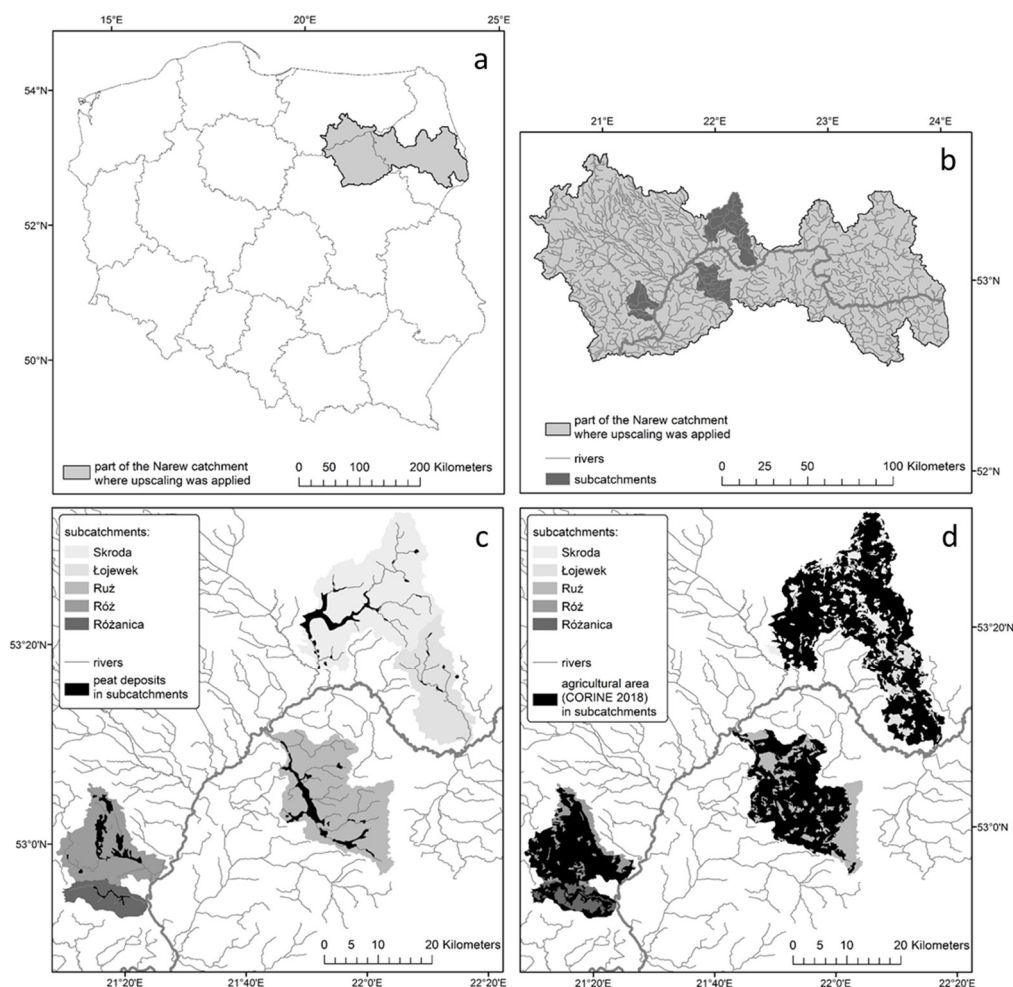 15°E 20°E 25°E
a
54°N
52°N
50°N
part of the Narew catchment
where upscaling was applied
0 50 100 200 Kilometers
21°E 22°E 23°E 24°E
b
53°N
52°N
part of the Narew catchment
where upscaling was applied
rivers
subcatchments
0 25 50 100 Kilometers
c
subcatchments:
Skroda
Łojewek
Ruż
Róż
Różanica
rivers
peat deposits
in subcatchments
53°20'N
53°0'N
0 5 10 20 Kilometers
21°20'E 21°40'E 22°0'E 22°20'E
d
subcatchments:
Skroda
Łojewek
Ruż
Róż
Różanica
rivers
agricultural area
(CORINE 2018)
in subcatchments
53°20'N
53°0'N
0 5 10 20 Kilometers
21°20'E 21°40'E 22°0'E 22°20'E